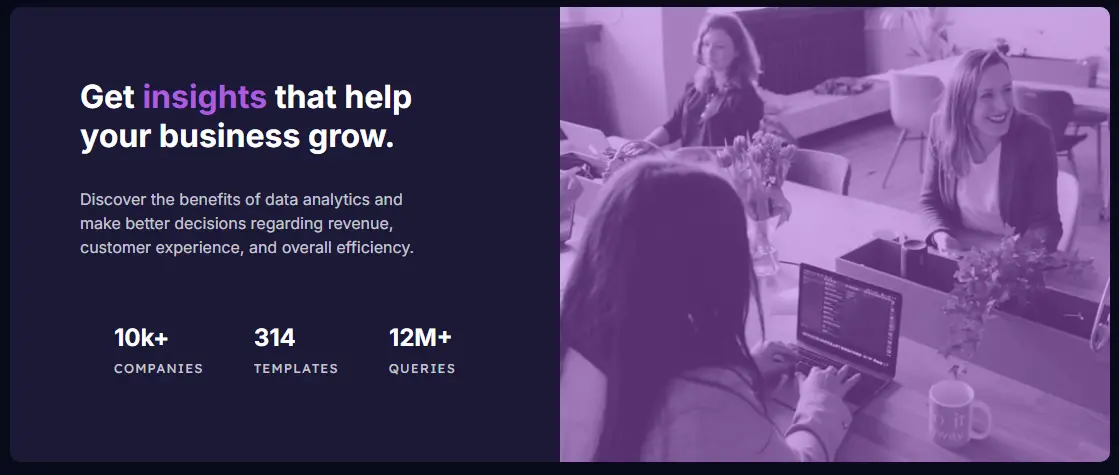 Get insights that help
your business grow.
Discover the benefits of data analytics and
make better decisions regarding revenue,
customer experience, and overall efficiency.
10k+ 314 12M+
COMPANIES TEMPLATES QUERIES